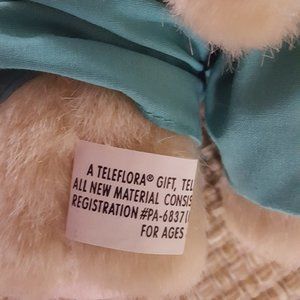 A TELEFLORA® GIFT, TEL
ALL NEW MATERIAL CONSIS
REGISTRATION #PA-6837 (
FOR AGES